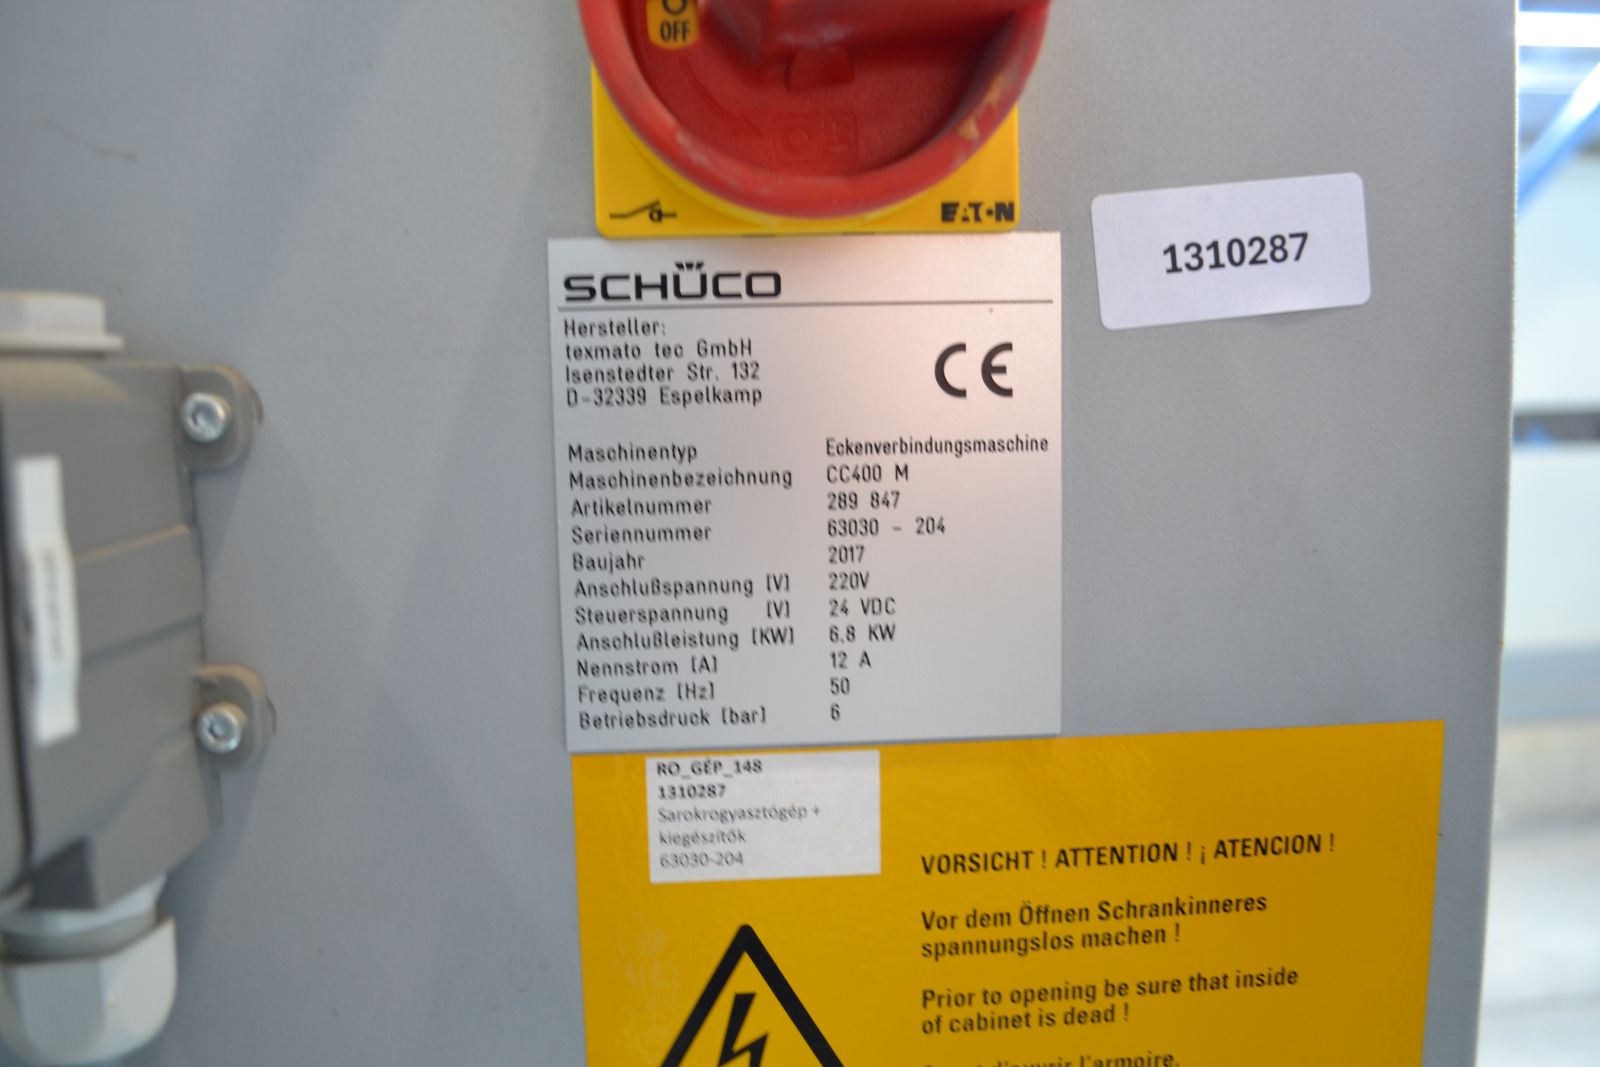 OFF
EAT•N
SCHÜCO
Hersteller:
texmato tec GmbH
Isenstedter Str. 132
D-32339 Espelkamp
CE
Maschinentyp Eckenverbindungsmaschine
Maschinenbezeichnung CC400 M
Artikelnummer 289 847
Seriennummer 63030 - 204
Baujahr 2017
Anschlußspannung [V] 220V
Steuerspannung [V] 24 VDC
Anschlußleistung [KW] 6,8 KW
Nennstrom [A] 12 A
Frequenz [Hz] 50
Betriebsdruck [bar] 6
1310287
RO_GÉP_148
1310287
Sarokrogyasztógép +
kiegészítők
63030-204
VORSICHT ! ATTENTION ! ¡ ATENCION !
Vor dem Öffnen Schrankinneres
spannungslos machen !
Prior to opening be sure that inside
of cabinet is dead !
d'ouvrir l'armoire,